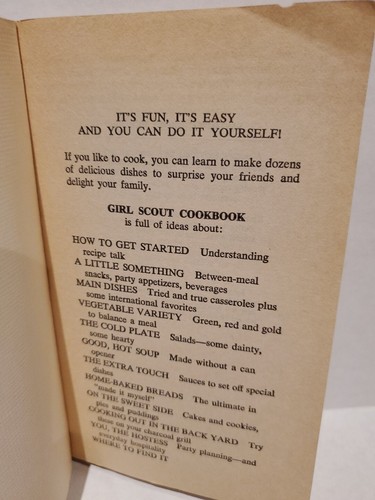 IT'S FUN, IT'S EASY
AND YOU CAN DO IT YOURSELF!
If you like to cook, you can learn to make dozens
of delicious dishes to surprise your friends and
delight your family.
GIRL SCOUT COOKBOOK
is full of ideas about:
HOW TO GET STARTED Understanding
recipe talk
A LITTLE SOMETHING Between-meal
snacks, party appetizers, beverages
MAIN DISHES Tried and true casseroles plus
some international favorites
VEGETABLE VARIETY Green, red and gold
to balance a meal
THE COLD PLATE Salads—some dainty,
some hearty
GOOD, HOT SOUP Made without a can
opener
THE EXTRA TOUCH Sauces to set off special
dishes
HOME-BAKED BREADS The ultimate in
"made it myself"
ON THE SWEET SIDE Cakes and cookies,
pies and puddings
COOKING OUT IN THE BACK YARD Try
these on your charcoal grill
YOU, THE HOSTESS Party planning—and
everyday hospitality
WHERE TO FIND IT